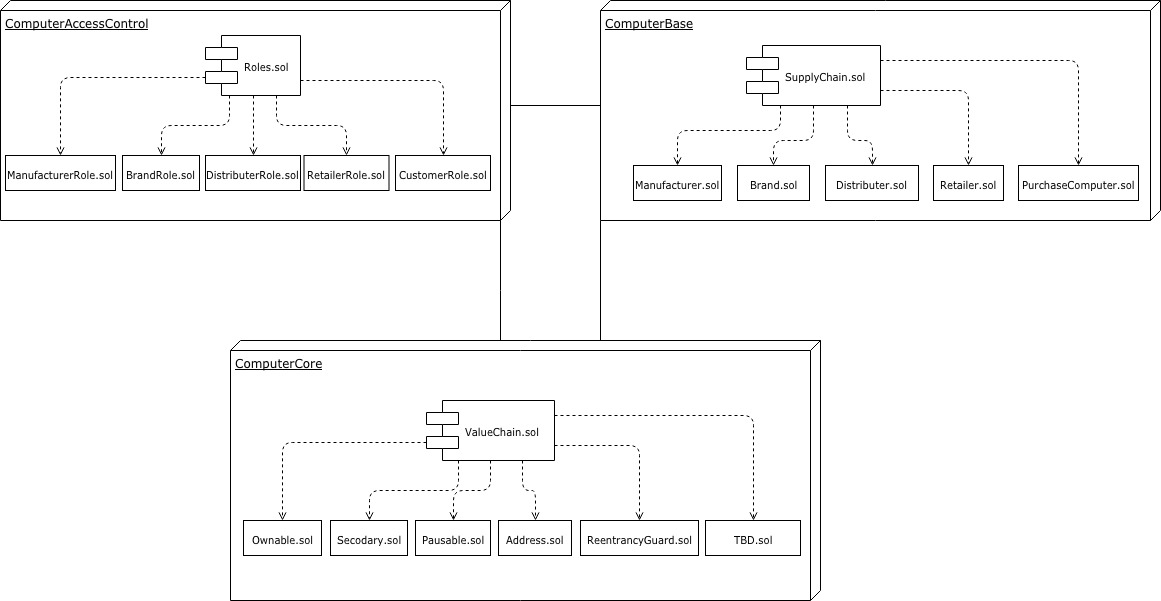 ComputerAccessControl
Roles.sol
ManufacturerRole.sol
BrandRole.sol
DistributerRole.sol
RetailerRole.sol
CustomerRole.sol
ComputerBase
SupplyChain.sol
Manufacturer.sol
Brand.sol
Distributer.sol
Retailer.sol
PurchaseComputer.sol
ComputerCore
ValueChain.sol
Ownable.sol
Secodary.sol
Pausable.sol
Address.sol
ReentrancyGuard.sol
TBD.sol